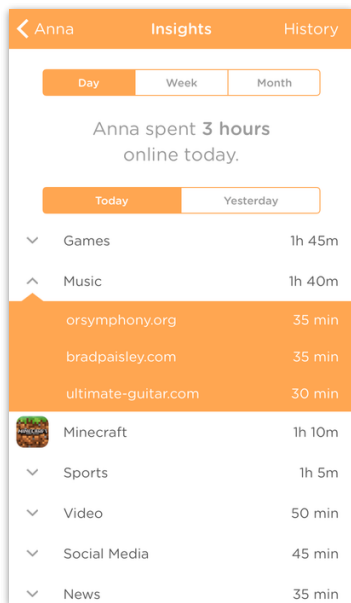 Anna Insights History
Day Week Month
Anna spent 3 hours
online today.
Today Yesterday
Games 1h 45m
Music 1h 40m
orsymphony.org 35 min
bradpaisley.com 35 min
ultimate-guitar.com 30 min
Minecraft 1h 10m
Sports 1h 5m
Video 50 min
Social Media 45 min
News 35 min